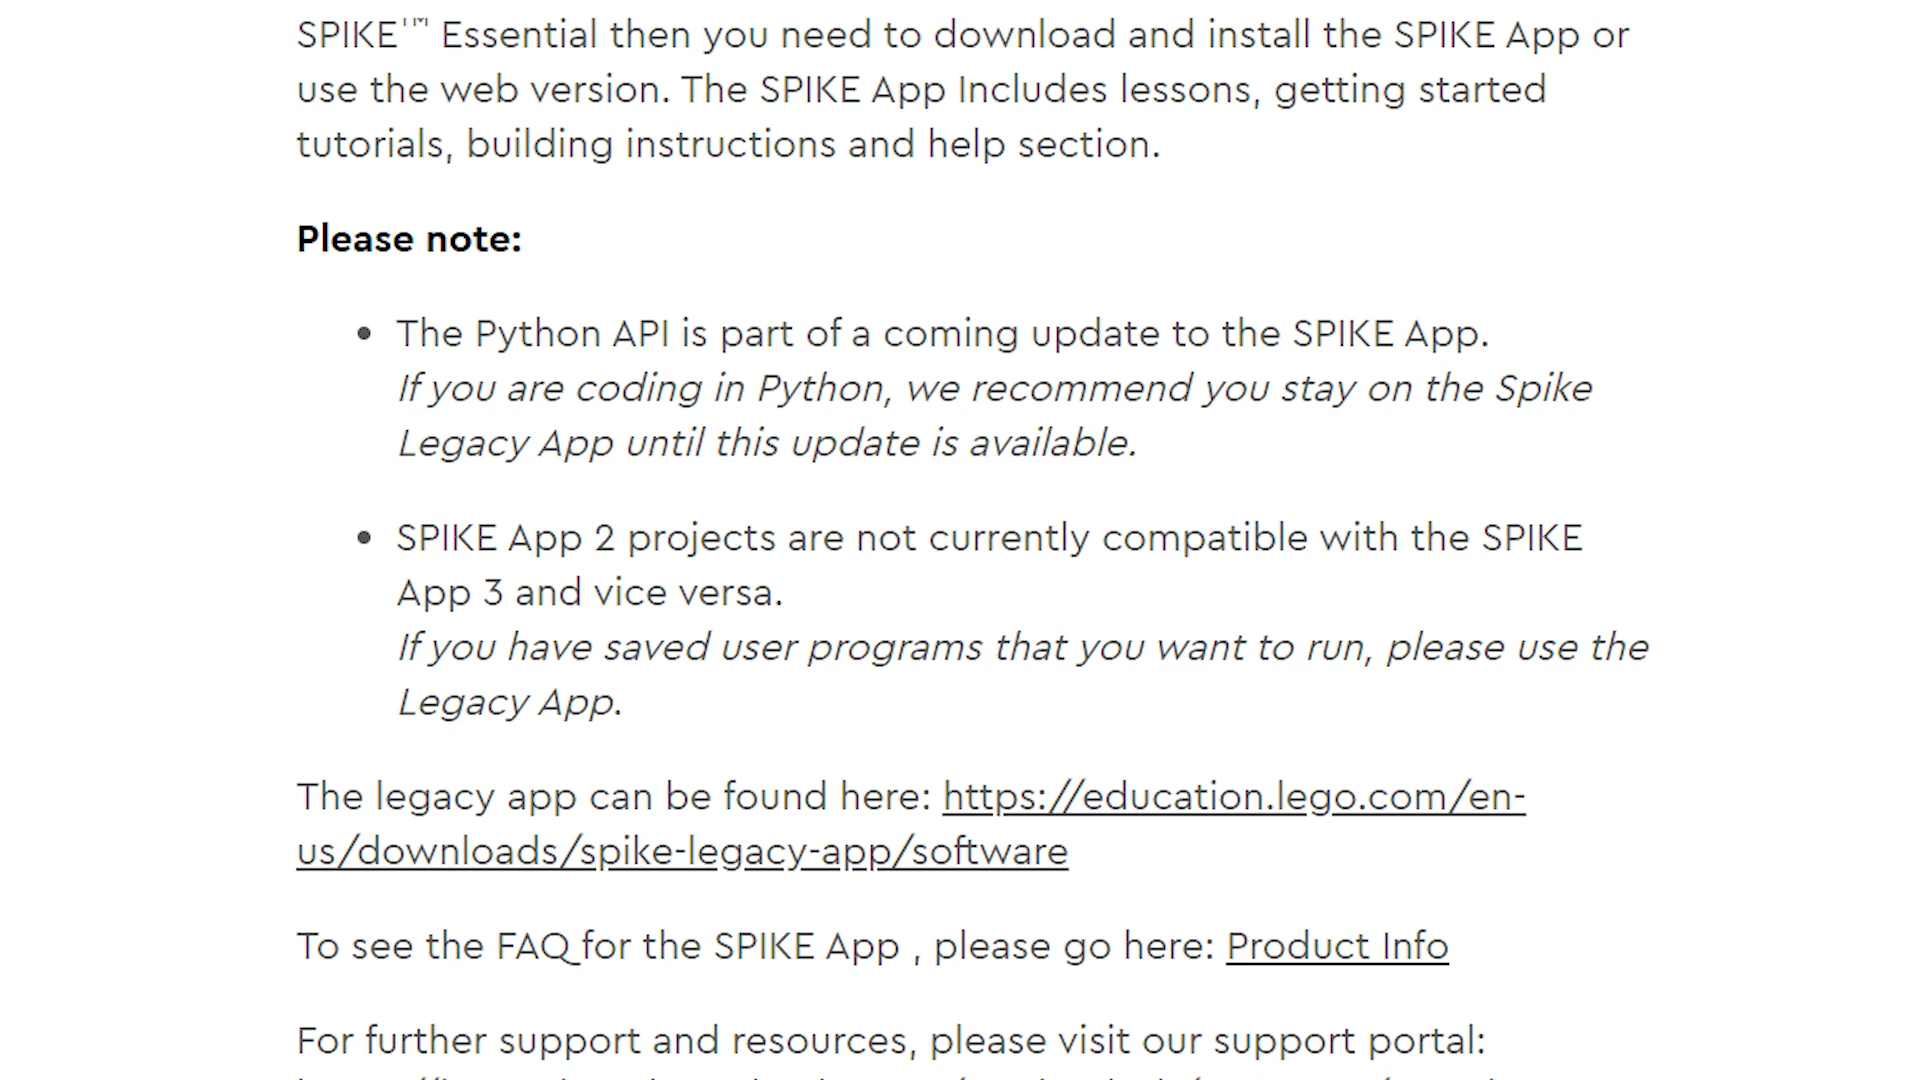 SPIKE™ Essential then you need to download and install the SPIKE App or
use the web version. The SPIKE App Includes lessons, getting started
tutorials, building instructions and help section.
Please note:
• The Python API is part of a coming update to the SPIKE App.
If you are coding in Python, we recommend you stay on the Spike
Legacy App until this update is available.
• SPIKE App 2 projects are not currently compatible with the SPIKE
App 3 and vice versa.
If you have saved user programs that you want to run, please use the
Legacy App.
The legacy app can be found here: https://education.lego.com/en-
us/downloads/spike-legacy-app/software
To see the FAQ for the SPIKE App , please go here: Product Info
For further support and resources, please visit our support portal: